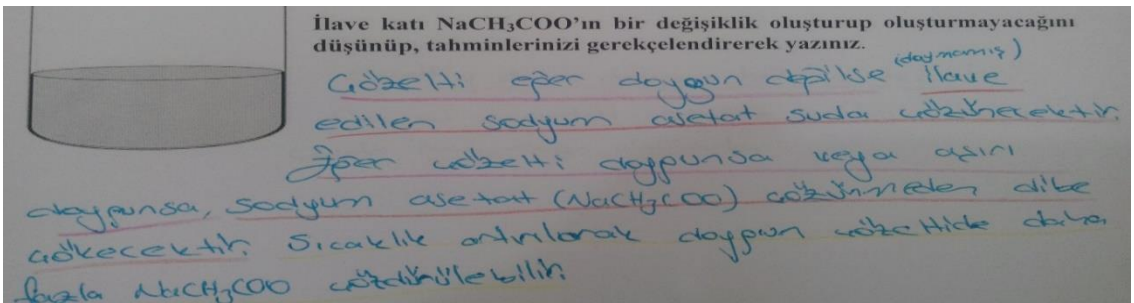 İlave katı NaCH₃COO'ın bir değişiklik oluşturup oluşturmayacağını
düşünüp, tahminlerinizi gerekçelendirerek yazınız.
(doymamış)
Çözelti eğer doygun değilse ilave
edilen sodyum asetat suda çözünecektir.
Eğer çözelti doygunsa veya aşırı
doygunsa, sodyum asetat (NaCH₃COO) çözünmeden dibe
çökecektir. Sıcaklık artırılarak doygun çözeltide daha
fazla NaCH₃COO çözdürülebilir.